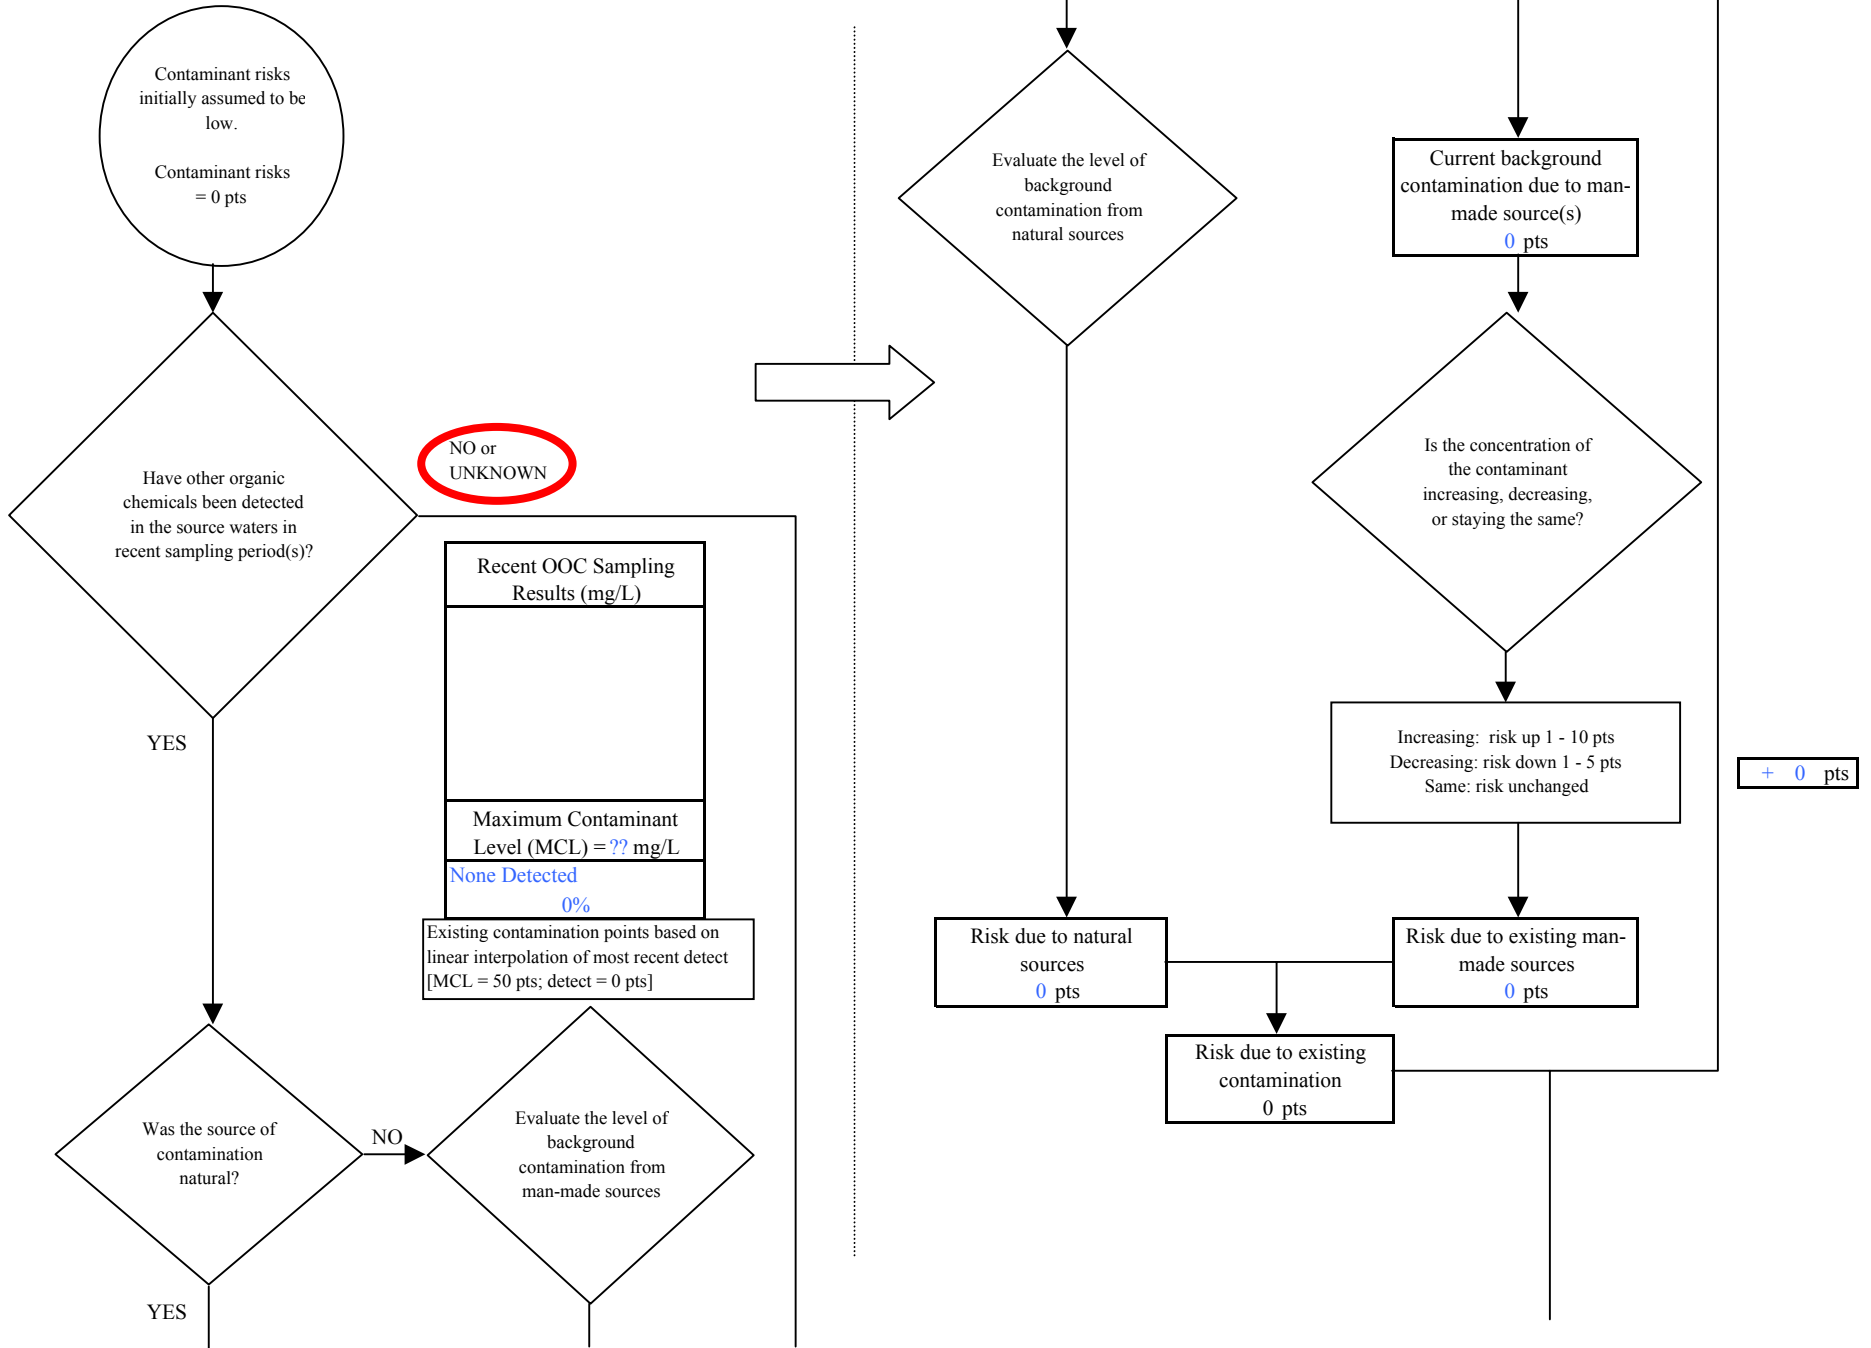 Contaminant risks
initially assumed to be
low.
Contaminant risks
= 0 pts
Have other organic
chemicals been detected
in the source waters in
recent sampling period(s)?
NO or
UNKNOWN
YES
Recent OOC Sampling
Results (mg/L)
Maximum Contaminant
Level (MCL) = ?? mg/L
None Detected
0%
Existing contamination points based on
linear interpolation of most recent detect
[MCL = 50 pts; detect = 0 pts]
Was the source of
contamination
natural?
NO
YES
Evaluate the level of
background
contamination from
man-made sources
Evaluate the level of
background
contamination from
natural sources
Current background
contamination due to man-
made source(s)
0 pts
Is the concentration of
the contaminant
increasing, decreasing,
or staying the same?
Increasing: risk up 1 - 10 pts
Decreasing: risk down 1 - 5 pts
Same: risk unchanged
+ 0 pts
Risk due to natural
sources
0 pts
Risk due to existing man-
made sources
0 pts
Risk due to existing
contamination
0 pts